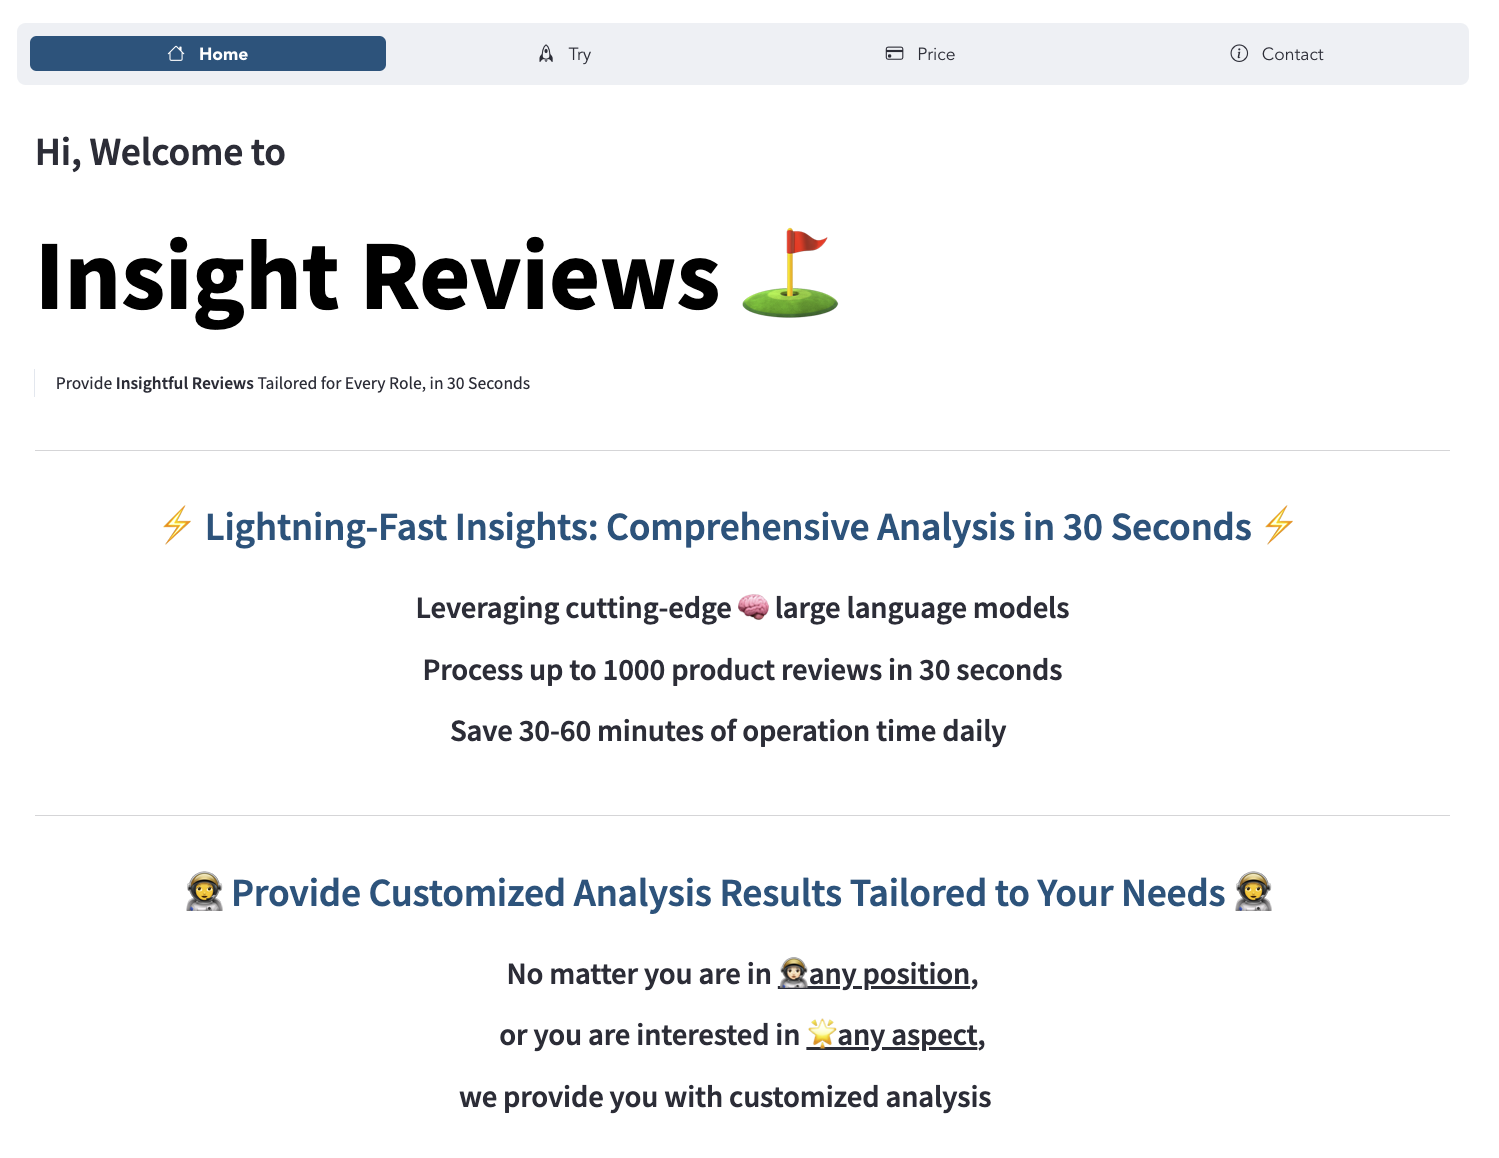 Home
Try
Price
Contact
Hi, Welcome to
Insight Reviews
Provide Insightful Reviews Tailored for Every Role, in 30 Seconds
Lightning-Fast Insights: Comprehensive Analysis in 30 Seconds
Leveraging cutting-edge 🧠 large language models
Process up to 1000 product reviews in 30 seconds
Save 30-60 minutes of operation time daily
Provide Customized Analysis Results Tailored to Your Needs
No matter you are in any position,
or you are interested in 🌟any aspect,
we provide you with customized analysis